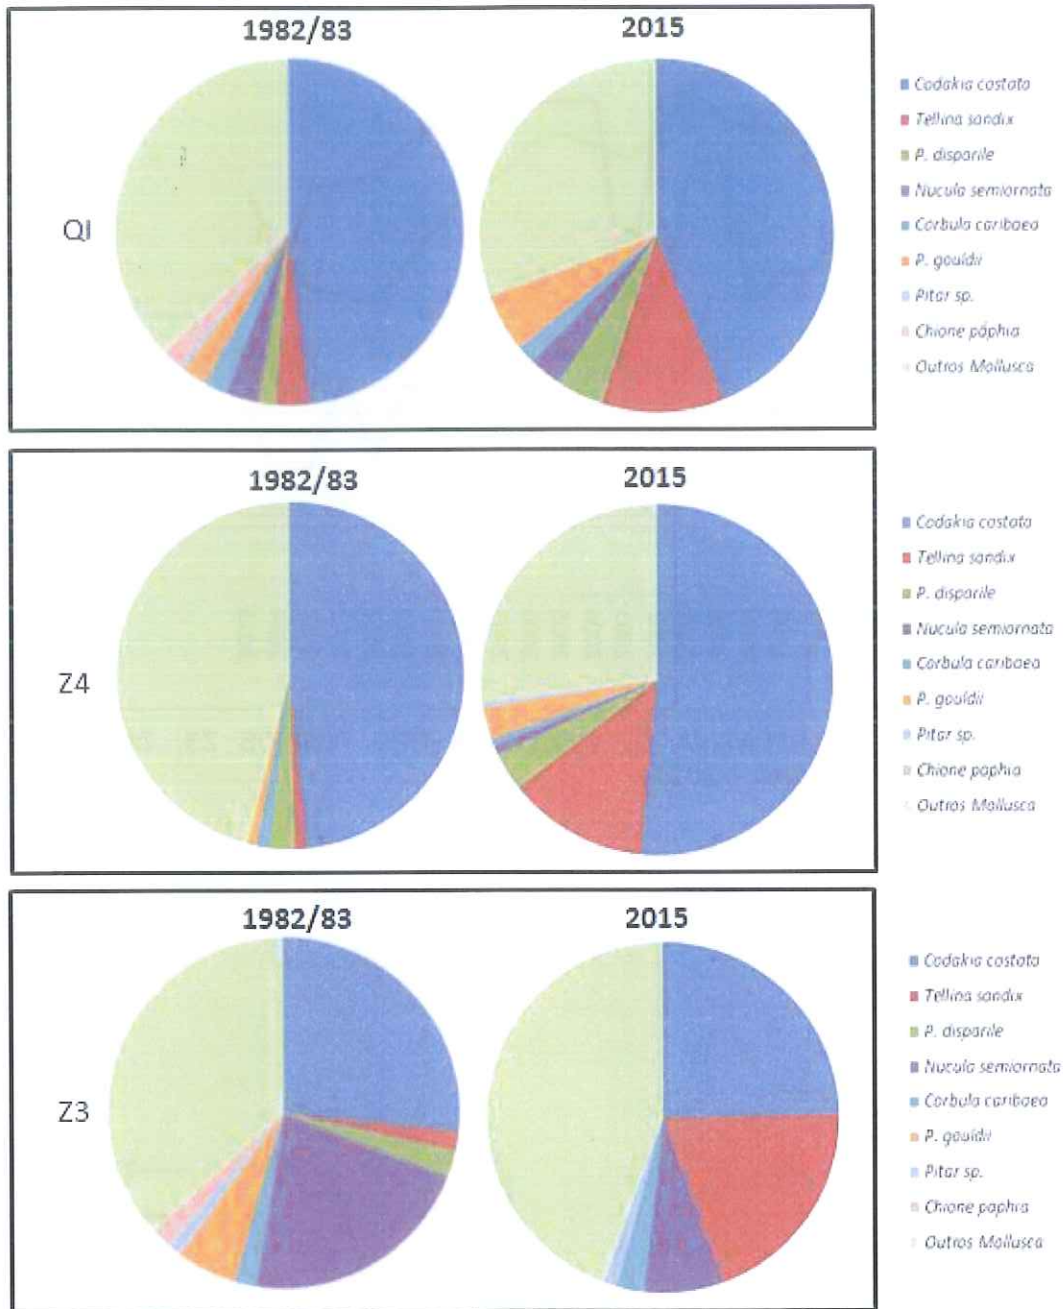 1982/83
2015
QI
Codakia costata
Tellina sandix
P. disparile
Nucula semiornata
Corbula caribaea
P. gouldii
Pitar sp.
Chione páphia
Outros Mollusca
1982/83
2015
Z4
Codakia costata
Tellina sandix
P. disparile
Nucula semiornata
Corbula caribaea
P. gouldii
Pitar sp.
Chione paphia
Outros Mollusca
1982/83
2015
Z3
Codakia costata
Tellina sandix
P. disparile
Nucula semiornata
Corbula caribaea
P. gouldii
Pitar sp.
Chione paphia
Outros Mollusca